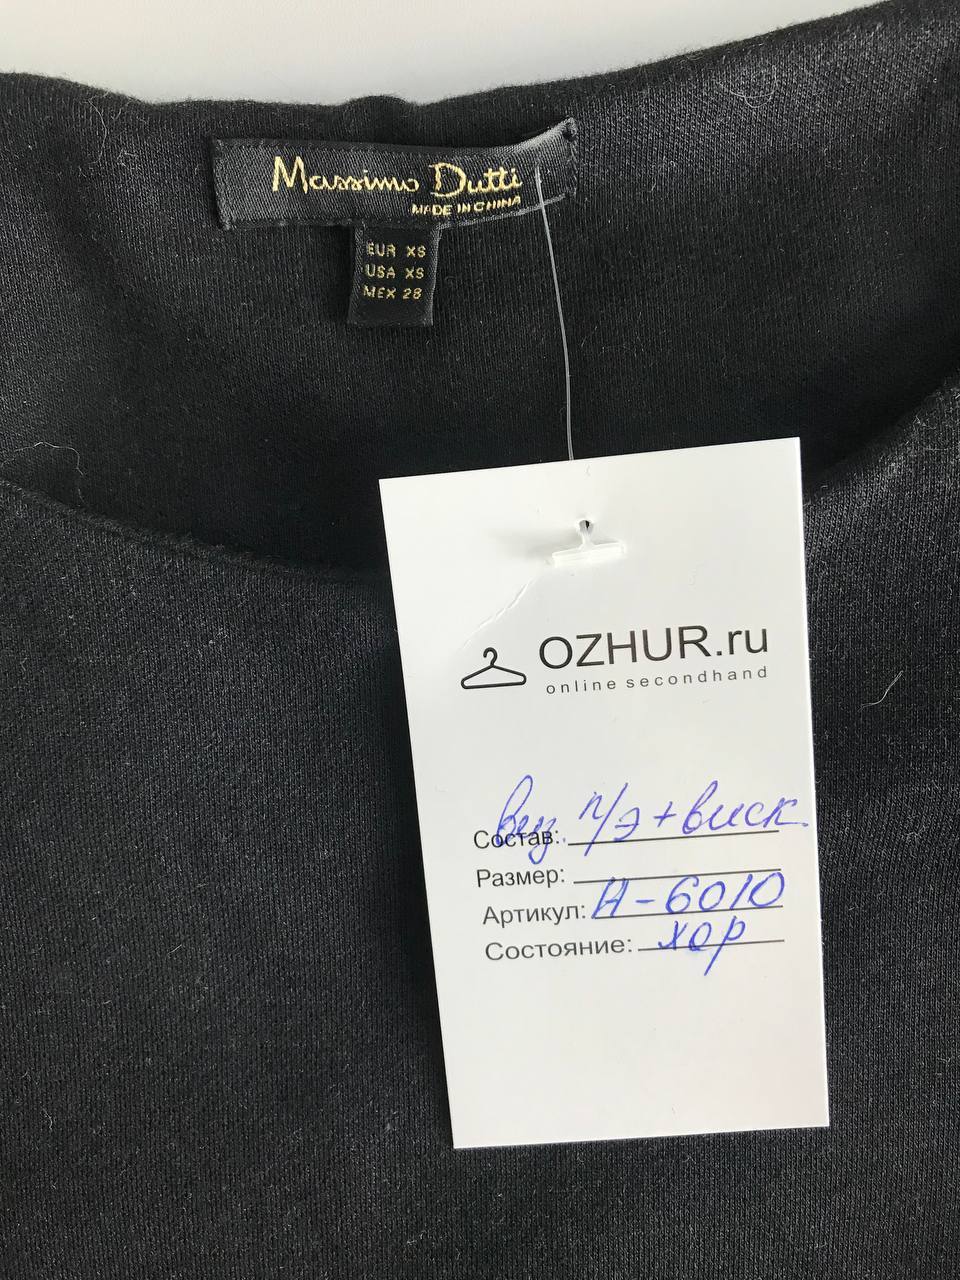 Massimo Dutti
MADE IN CHINA
EUR XS
USA XS
MEX 28
OZHUR.ru
online secondhand
Состав: виз. п/э + виск.
Размер:
Артикул: Н-6010
Состояние: хор